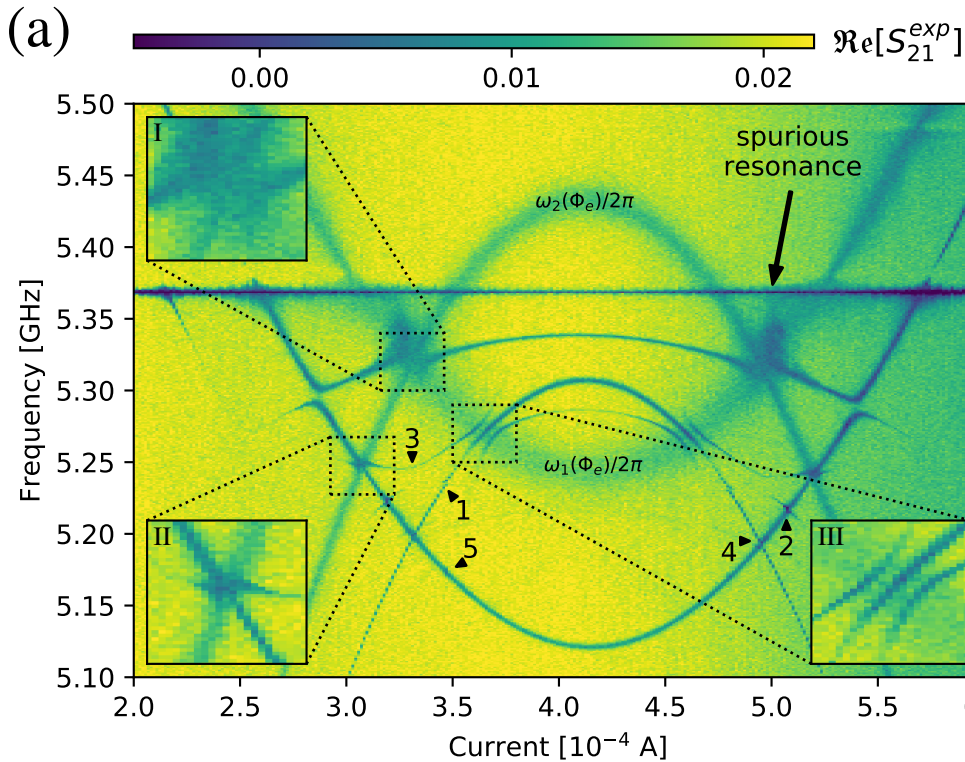 (a)
ℜe[S₂₁ᵉˣᵖ]
0.00 0.01 0.02
5.50
5.45
5.40
5.35
5.30
5.25
5.20
5.15
5.10
Frequency [GHz]
I
spurious
resonance
ω₂(Φₑ)/2π
3
ω₁(Φₑ)/2π
1
5
4
2
II
III
2.0 2.5 3.0 3.5 4.0 4.5 5.0 5.5
Current [10⁻⁴ A]